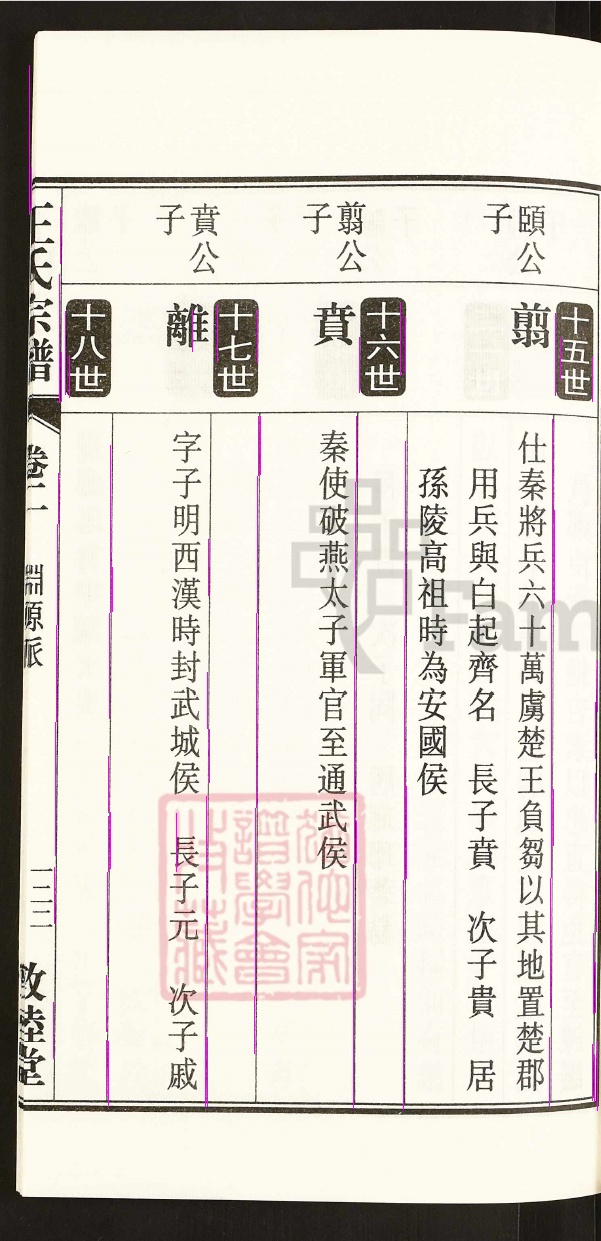 十五世
頤公子
翦
仕秦將兵六十萬虜楚王負芻以其地置楚郡
用兵與白起齊名 長子賁 次子貴 居
孫陵高祖時為安國侯
十六世
翦公子
賁
秦使破燕太子軍官至通武侯
十七世
賁公子
離
字子明西漢時封武城侯 長子元 次子戚
十八世
王氏宗譜
卷二
淵源派
敦睦堂
Fam